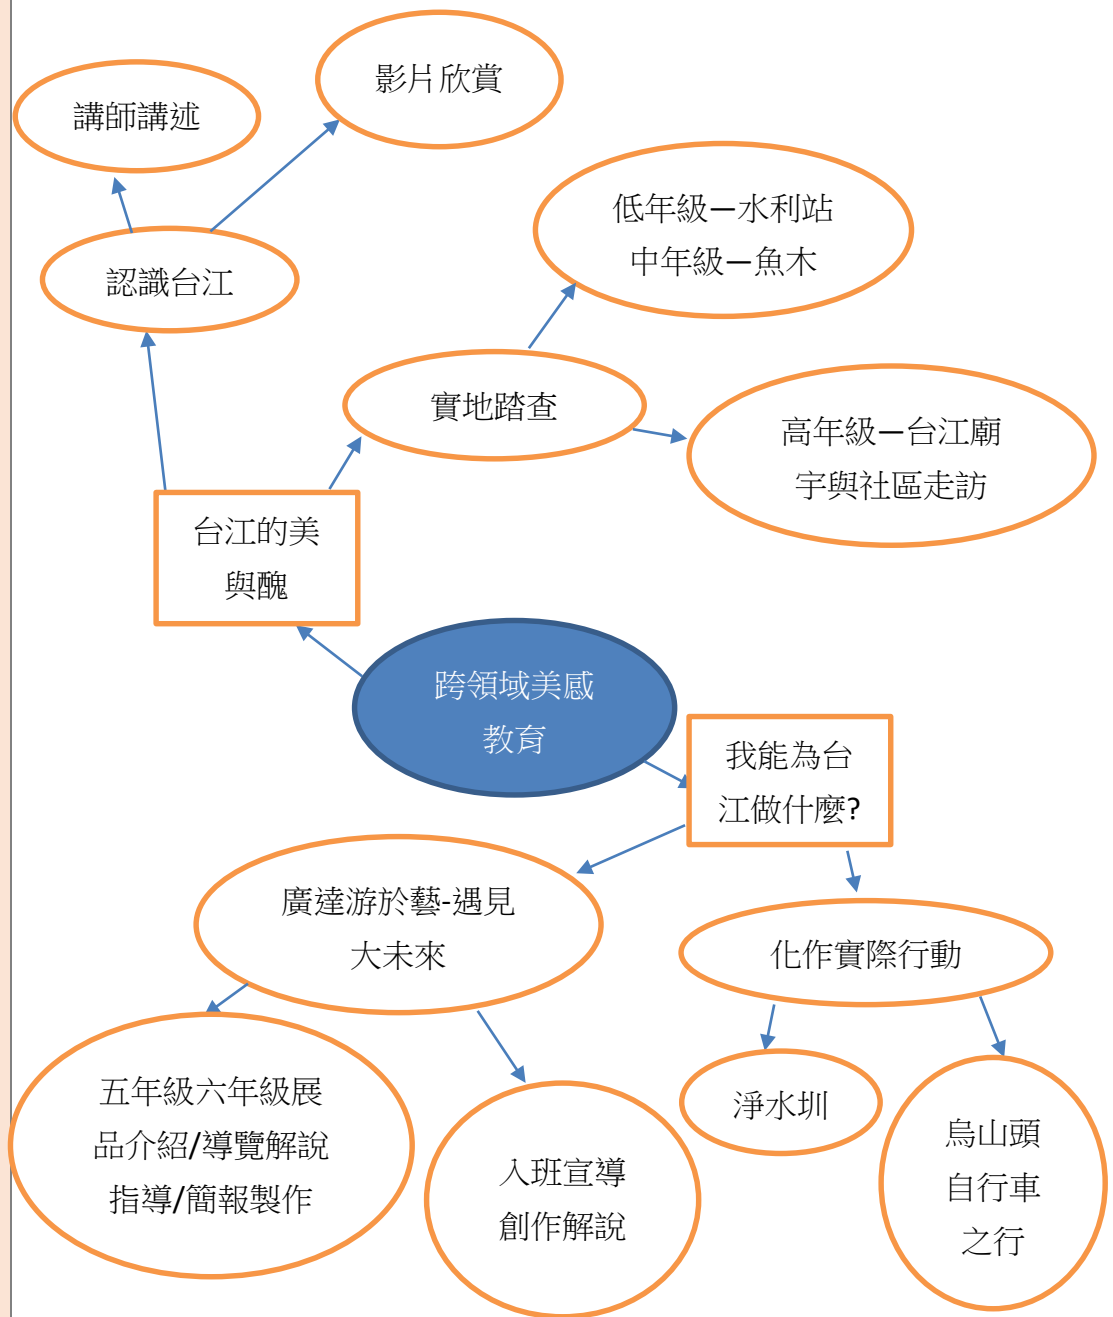 影片欣賞
講師講述
低年級—水利站
中年級—魚木
認識台江
實地踏查
高年級—台江廟
宇與社區走訪
台江的美
與醜
跨領域美感
教育
我能為台
江做什麼?
廣達游於藝-遇見
大未來
化作實際行動
五年級六年級展
品介紹/導覽解說
指導/簡報製作
入班宣導
創作解說
淨水圳
烏山頭
自行車
之行